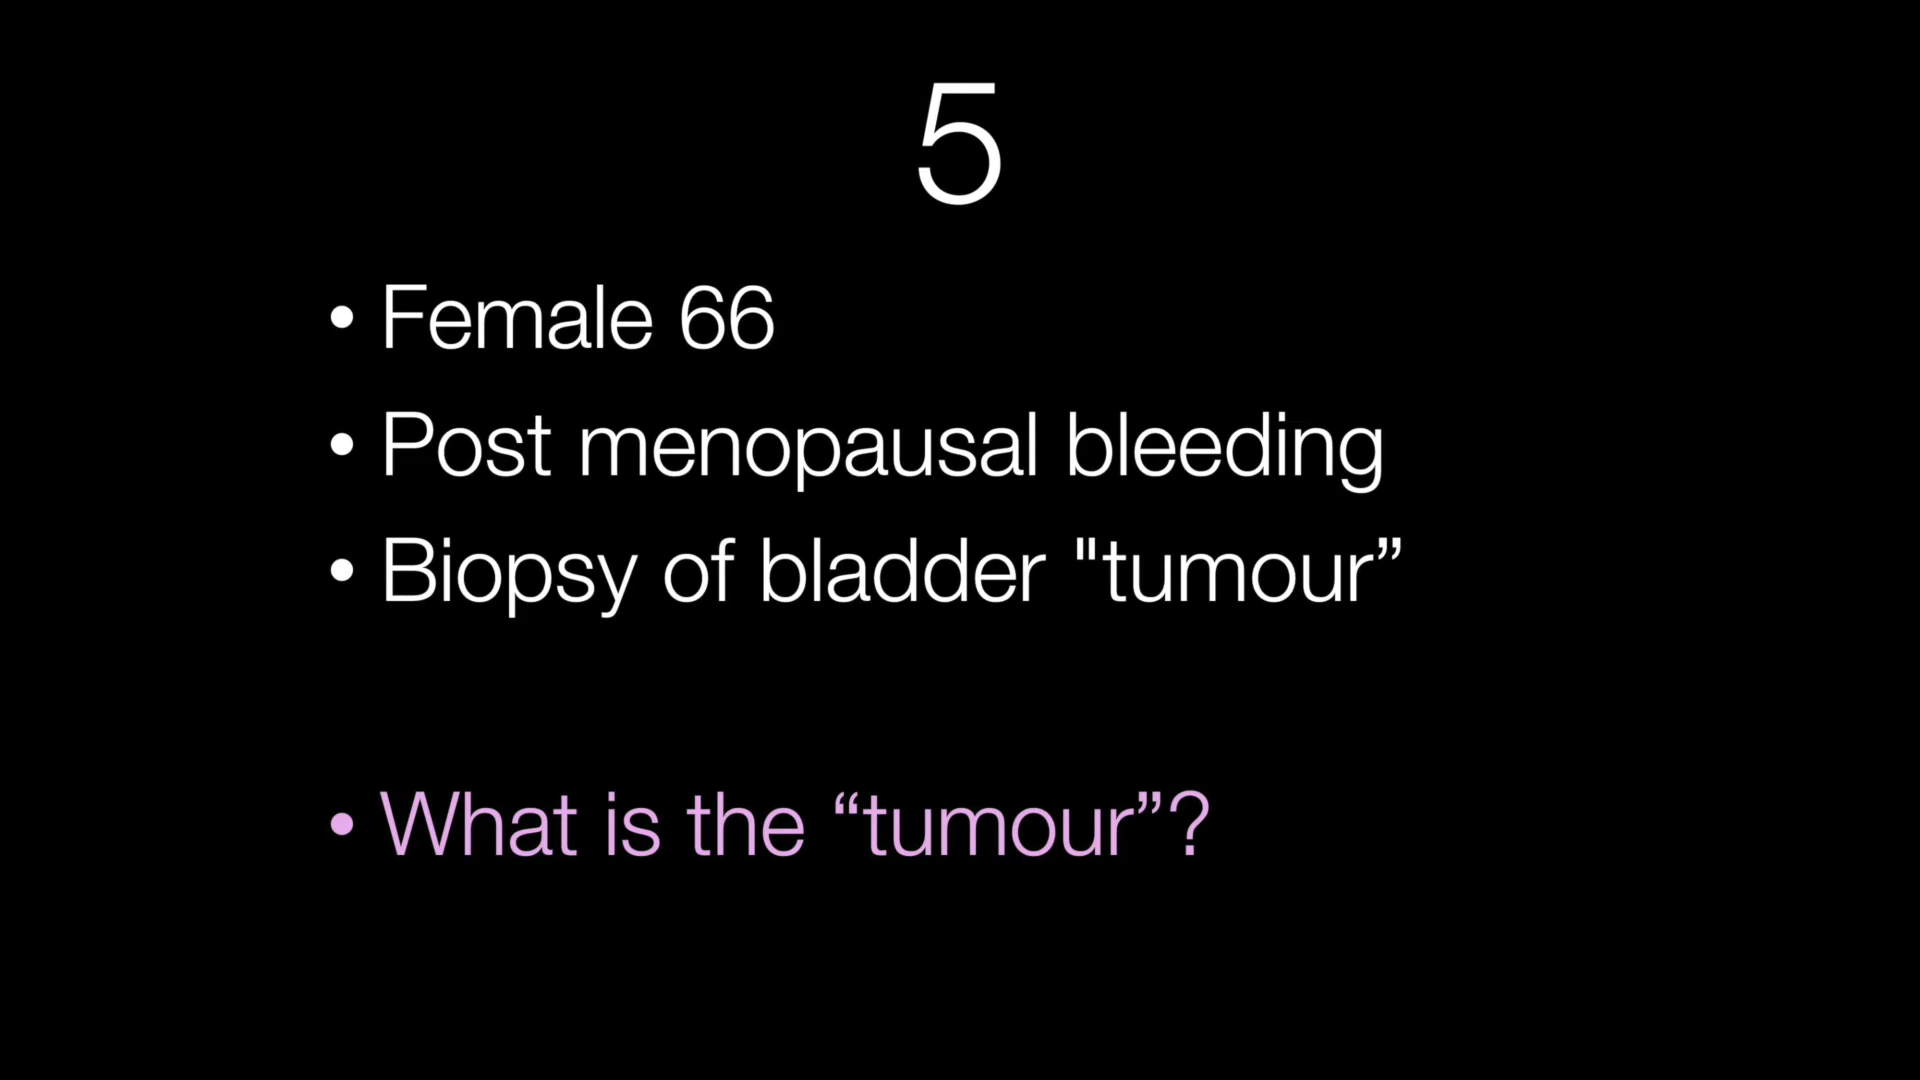 5
• Female 66
• Post menopausal bleeding
• Biopsy of bladder "tumour”
• What is the “tumour”?